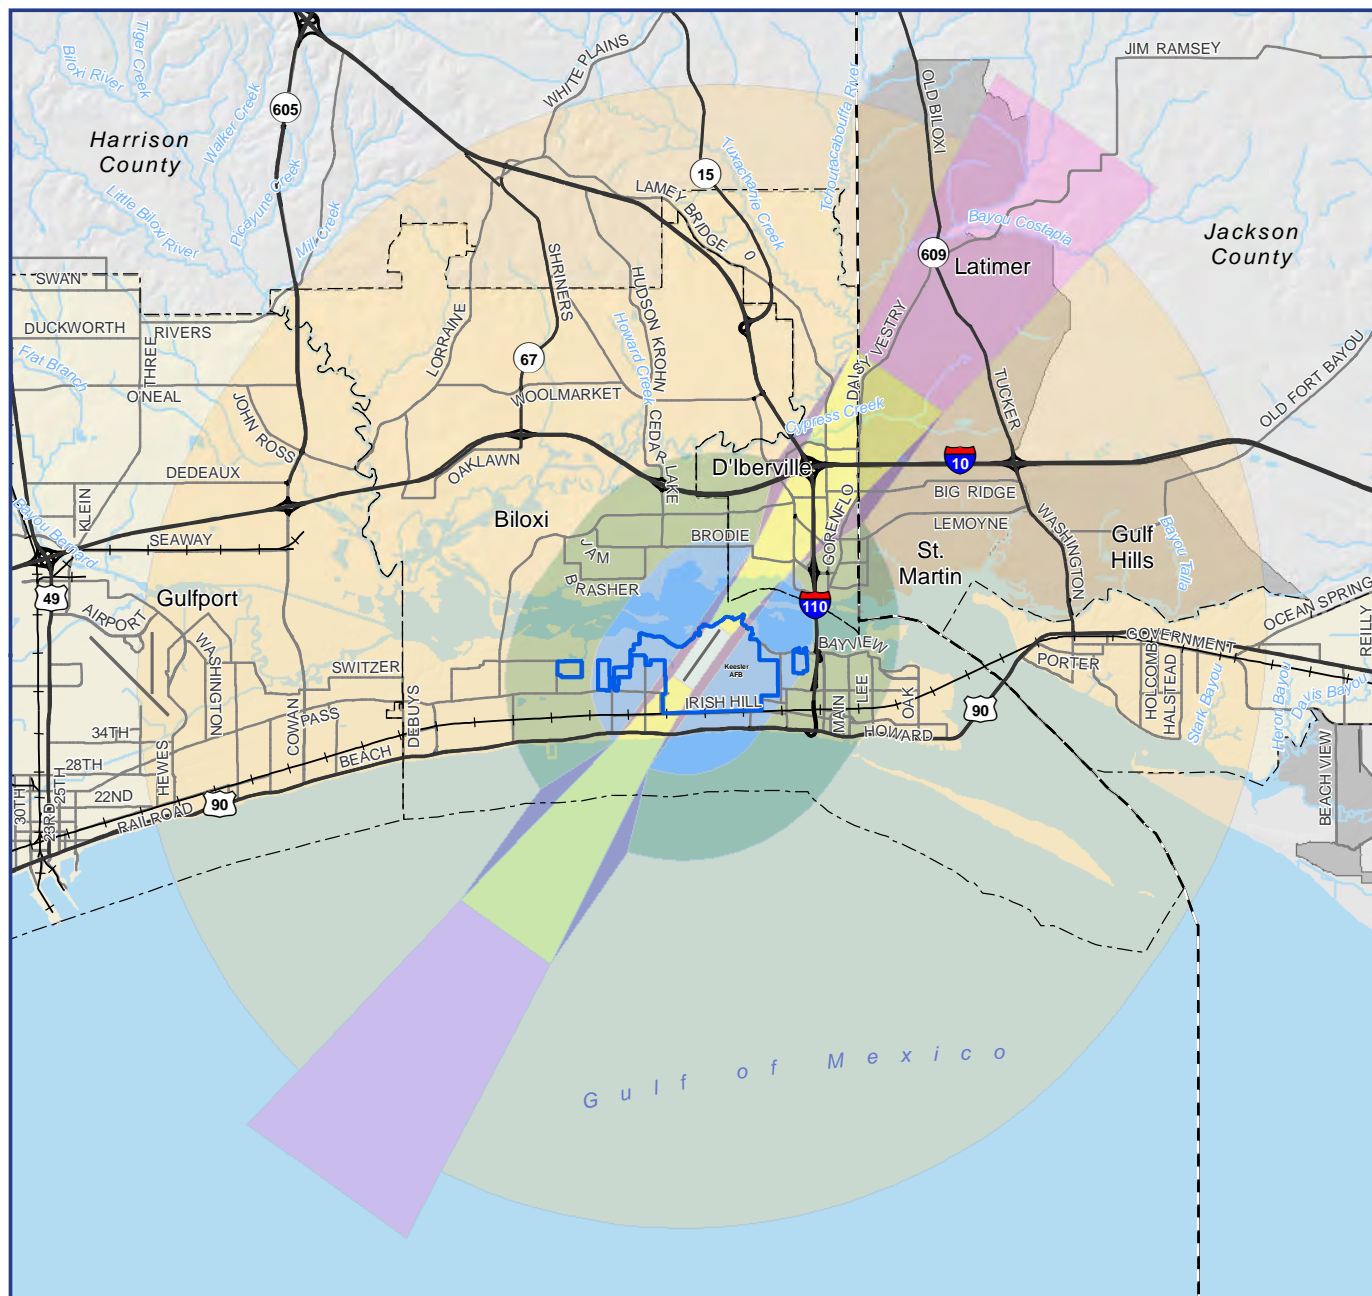 JIM RAMSEY
WHITE PLAINS
Tiger Creek
Biloxi River
OLD BILOXI
Tchoutacabouffa River
605
Walker Creek
Harrison
County
15
Tuxachanie Creek
LAMEY BRIDGE
Picayune Creek
Little Biloxi River
Mill Creek
Bayou Costapia
Jackson
County
609
Latimer
0
SWAN
SHRINERS
HUDSON KROHN
Howard Creek
LORRAINE
DUCKWORTH
THREE
RIVERS
DAISY VESTRY
Flat Branch
67
OLD FORT BAYOU
TUCKER
O'NEAL
JOHN ROSS
WOOLMARKET
CEDAR LAKE
Cypress Creek
DEDEAUX
OAKLAWN
D'Iberville
10
KLEIN
BIG RIDGE
GORENFLO
Biloxi
LEMOYNE
WASHINGTON
Bayou Bernard
SEAWAY
JAM
BRODIE
St.
Martin
Gulf
Hills
Bayou Talla
BRASHER
49
AIRPORT
Gulfport
110
OCEAN SPRING
WASHINGTON
BAYVIEW
GOVERNMENT
REILLY
SWITZER
Keesler
AFB
PORTER
HOLCOMB
HALSTEAD
Stark Bayou
Heron Bayou
Davis Bayou
DEBUYS
IRISH HILL
MAIN
LEE
OAK
90
HOWARD
34TH
COWAN
PASS
28TH
HEWES
BEACH
BEACH VIEW
30TH
25TH
23RD
22ND
90
RAILROAD
Gulf of Mexico